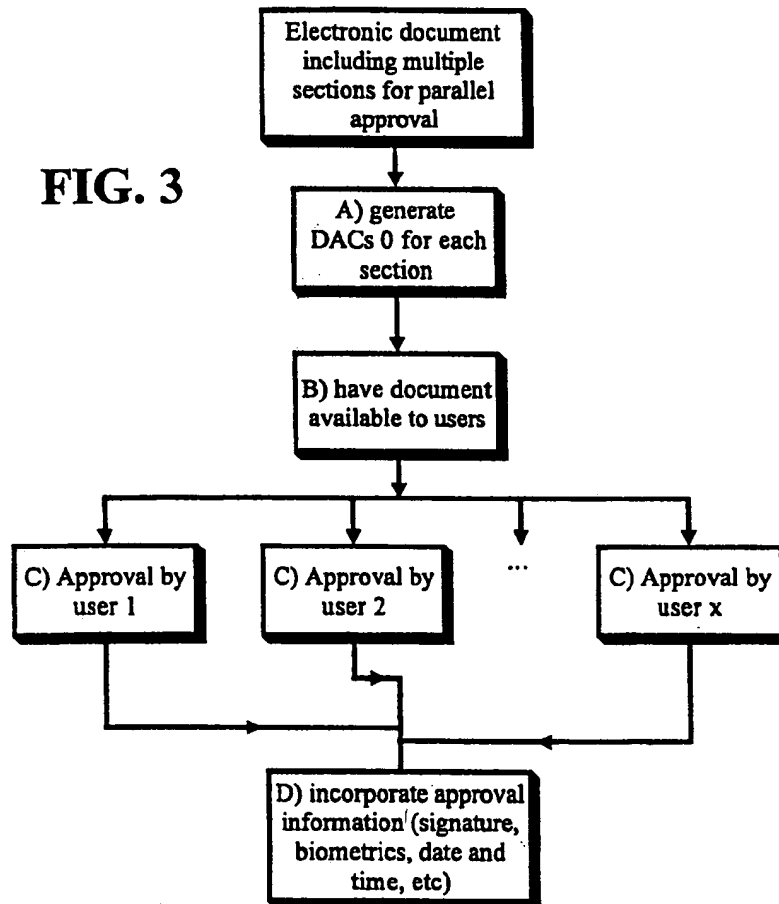 Electronic document
including multiple
sections for parallel
approval
FIG. 3
A) generate
DACs 0 for each
section
B) have document
available to users
C) Approval by
user 1
C) Approval by
user 2
...
C) Approval by
user x
D) incorporate approval
information (signature,
biometrics, date and
time, etc)